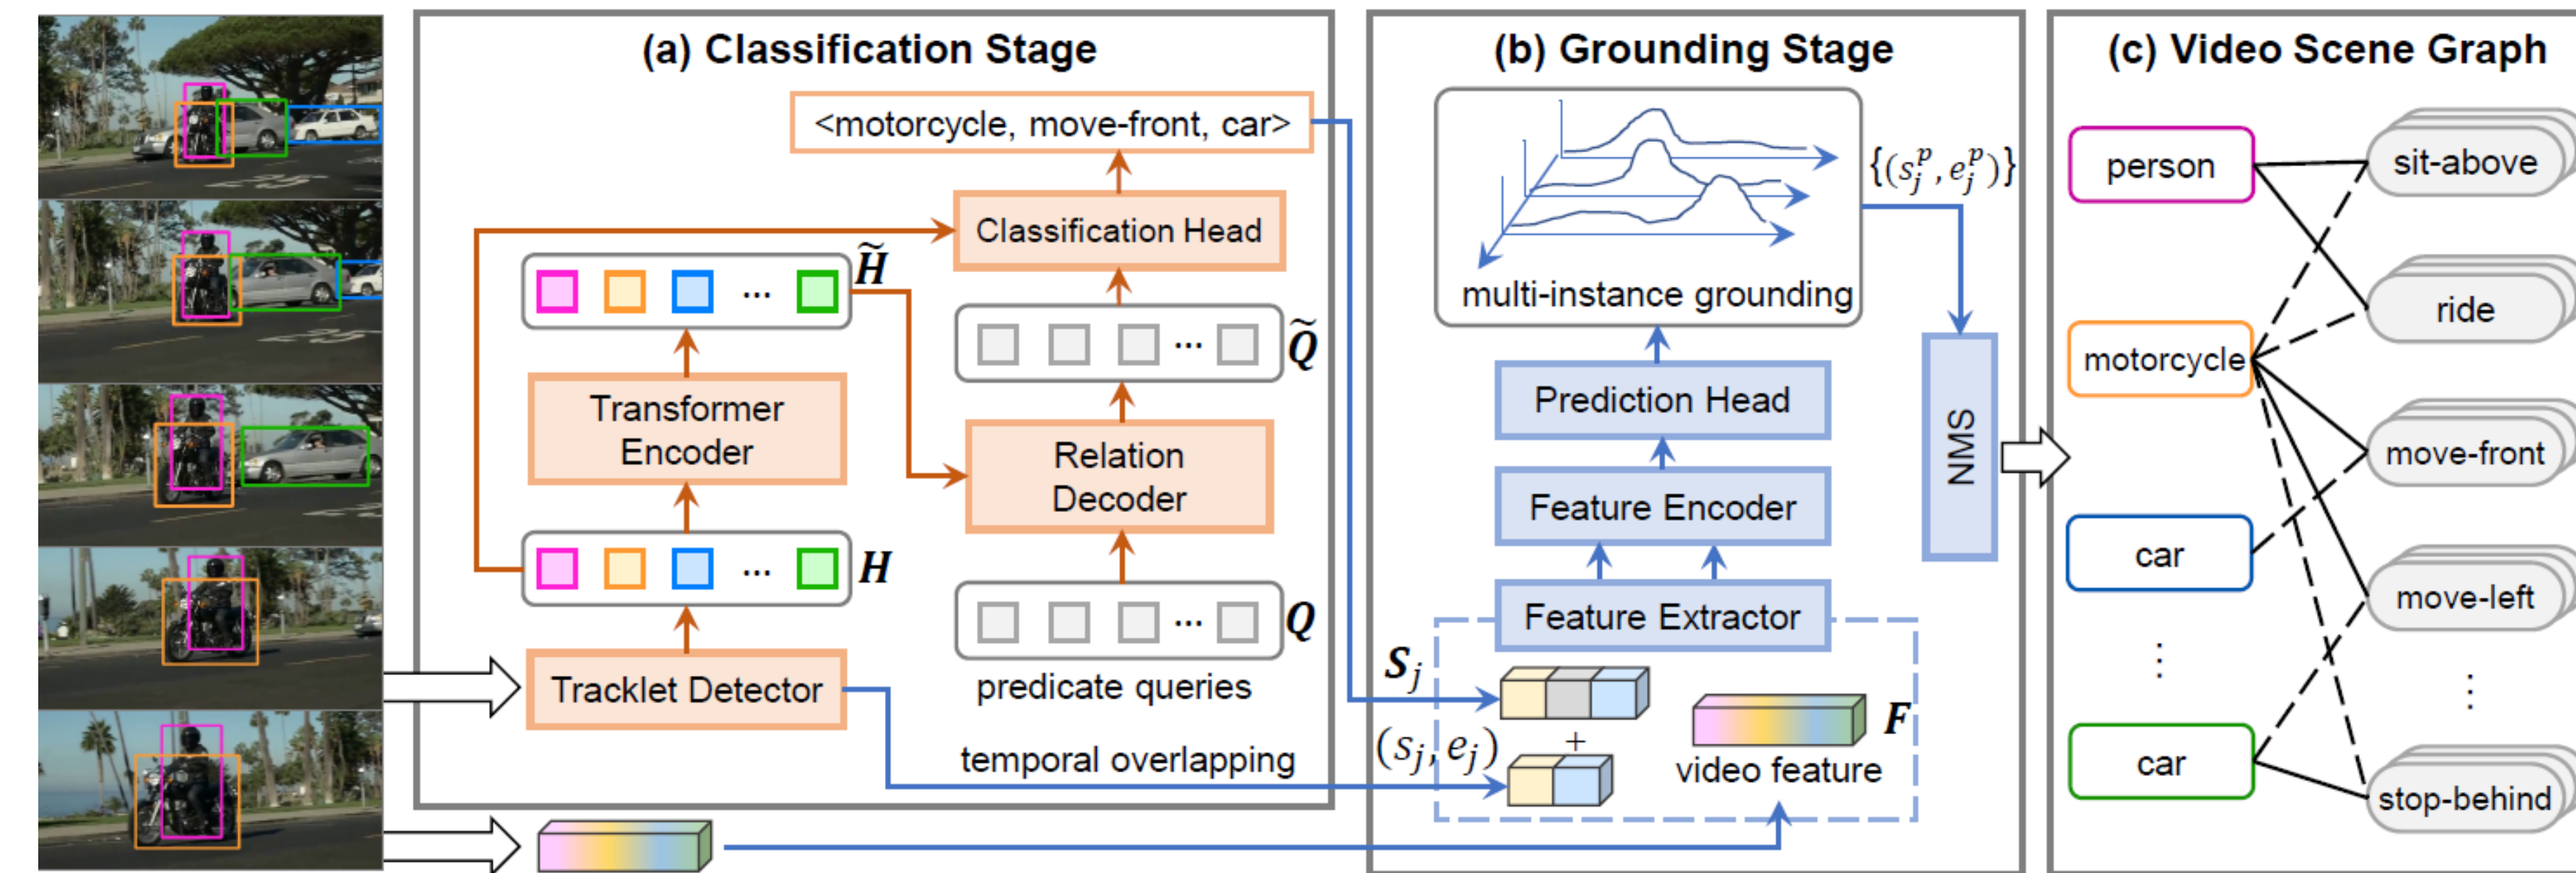 (a) Classification Stage
<motorcycle, move-front, car>
Classification Head
H̃
...
Q̃
...
Transformer
Encoder
Relation
Decoder
H
...
Q
...
predicate queries
Tracklet Detector
temporal overlapping
(b) Grounding Stage
multi-instance grounding
{(s_j^p, e_j^p)}
Prediction Head
Feature Encoder
Feature Extractor
NMS
S_j
(s_j, e_j)
+
F
video feature
(c) Video Scene Graph
person
motorcycle
car
⋮
car
sit-above
ride
move-front
move-left
⋮
stop-behind